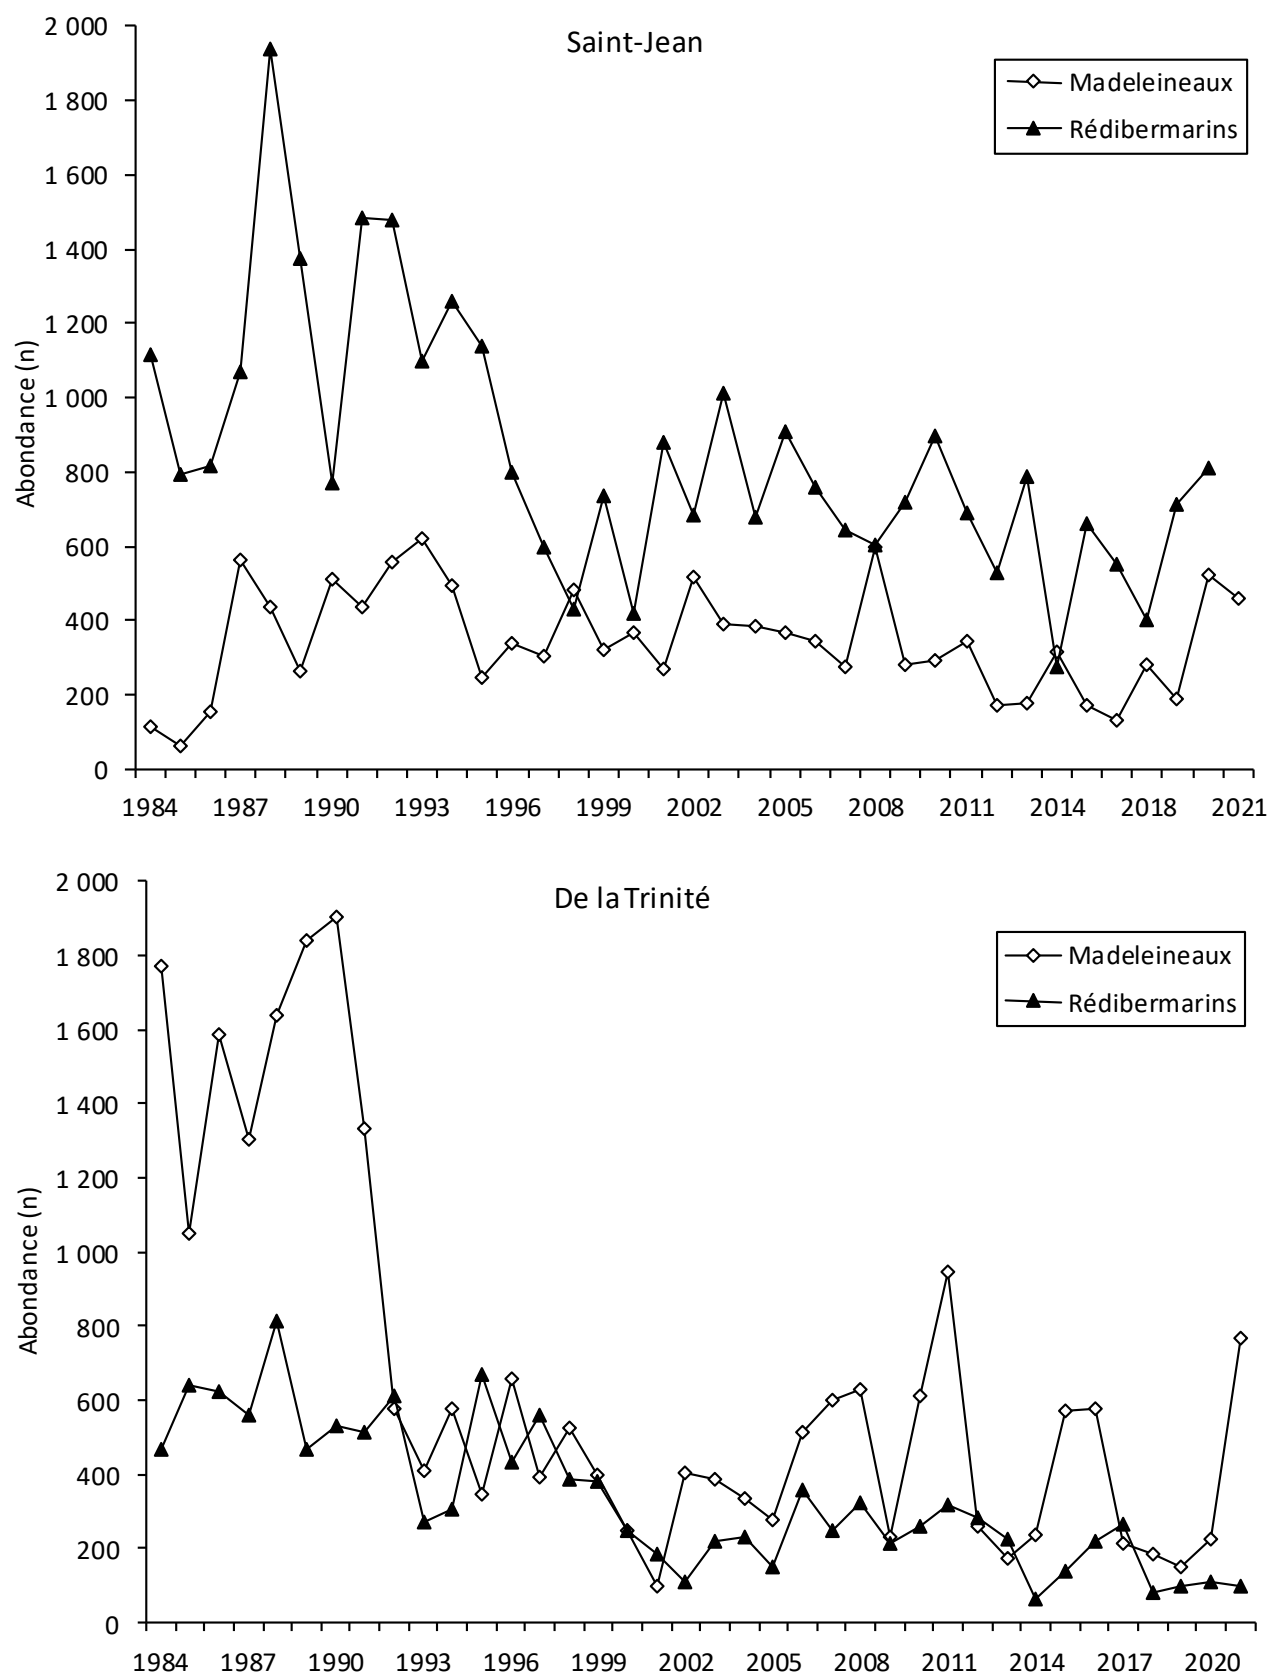 Saint-Jean
Madeleineaux
Rédibermarins
Abondance (n)
2 000
1 800
1 600
1 400
1 200
1 000
800
600
400
200
0
1984 1987 1990 1993 1996 1999 2002 2005 2008 2011 2014 2018 2021
De la Trinité
Madeleineaux
Rédibermarins
Abondance (n)
2 000
1 800
1 600
1 400
1 200
1 000
800
600
400
200
0
1984 1987 1990 1993 1996 1999 2002 2005 2008 2011 2014 2017 2020